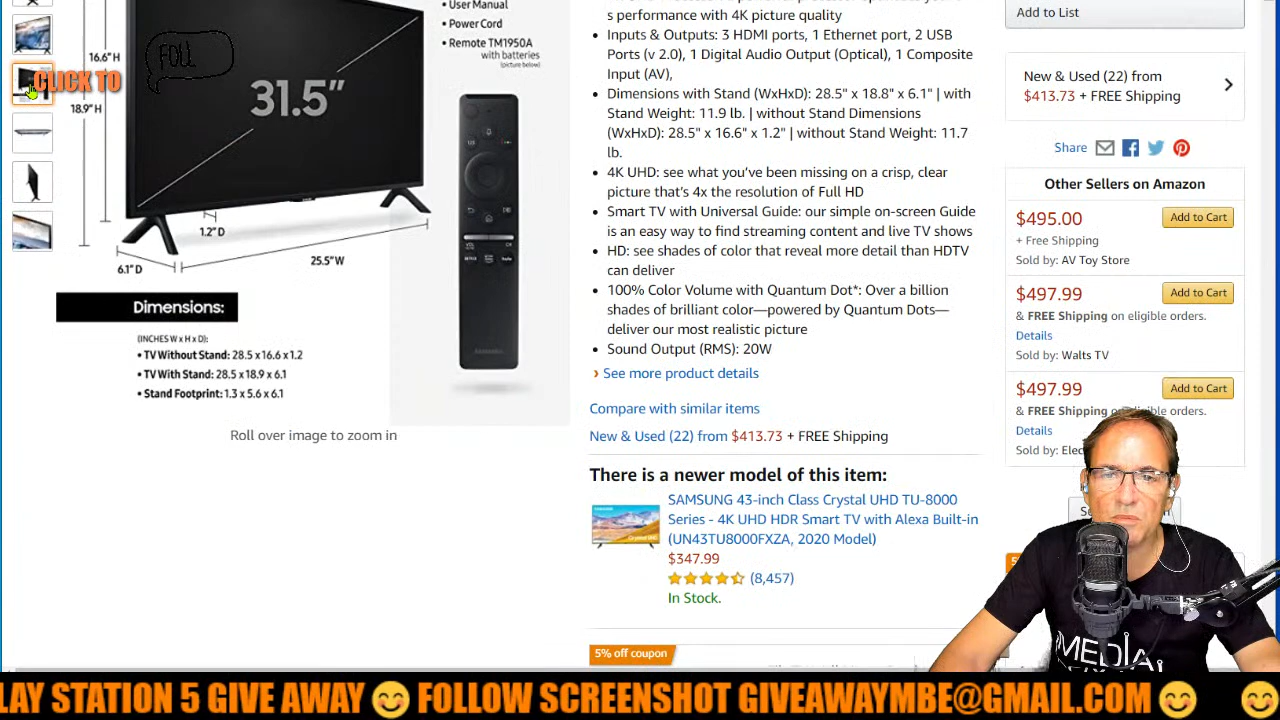 • User Manual
• Power Cord
• Remote TM1950A
with batteries
(picture below)
16.6"H
FOLL
CLICK TO
18.9"H
31.5"
1.2"D
6.1"D
25.5"W
SAMSUNG
Dimensions:
(INCHES W x H x D):
• TV Without Stand: 28.5 x 16.6 x 1.2
• TV With Stand: 28.5 x 18.9 x 6.1
• Stand Footprint: 1.3 x 5.6 x 6.1
Roll over image to zoom in
s performance with 4K picture quality
• Inputs & Outputs: 3 HDMI ports, 1 Ethernet port, 2 USB
Ports (v 2.0), 1 Digital Audio Output (Optical), 1 Composite
Input (AV),
• Dimensions with Stand (WxHxD): 28.5" x 18.8" x 6.1" | with
Stand Weight: 11.9 lb. | without Stand Dimensions
(WxHxD): 28.5" x 16.6" x 1.2" | without Stand Weight: 11.7
lb.
• 4K UHD: see what you've been missing on a crisp, clear
picture that's 4x the resolution of Full HD
• Smart TV with Universal Guide: our simple on-screen Guide
is an easy way to find streaming content and live TV shows
• HD: see shades of color that reveal more detail than HDTV
can deliver
• 100% Color Volume with Quantum Dot*: Over a billion
shades of brilliant color—powered by Quantum Dots—
deliver our most realistic picture
• Sound Output (RMS): 20W
› See more product details
Compare with similar items
New & Used (22) from $413.73 + FREE Shipping
There is a newer model of this item:
SAMSUNG 43-inch Class Crystal UHD TU-8000
Series - 4K UHD HDR Smart TV with Alexa Built-in
(UN43TU8000FXZA, 2020 Model)
$347.99
(8,457)
In Stock.
5% off coupon
Add to List
New & Used (22) from
$413.73 + FREE Shipping
Share
Other Sellers on Amazon
$495.00 Add to Cart
+ Free Shipping
Sold by: AV Toy Store
$497.99 Add to Cart
& FREE Shipping on eligible orders.
Details
Sold by: Walts TV
$497.99 Add to Cart
& FREE Shipping on eligible orders.
Details
Sold by: Elec
MEDIA
LAY STATION 5 GIVE AWAY 😊 FOLLOW SCREENSHOT GIVEAWAYMBE@GMAIL.COM 😊